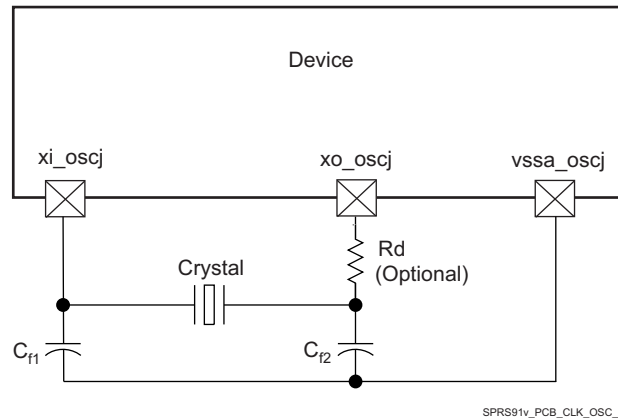 Device
xi_oscj
xo_oscj
vssa_oscj
Rd
(Optional)
Crystal
Cf1
Cf2
SPRS91v_PCB_CLK_OSC_